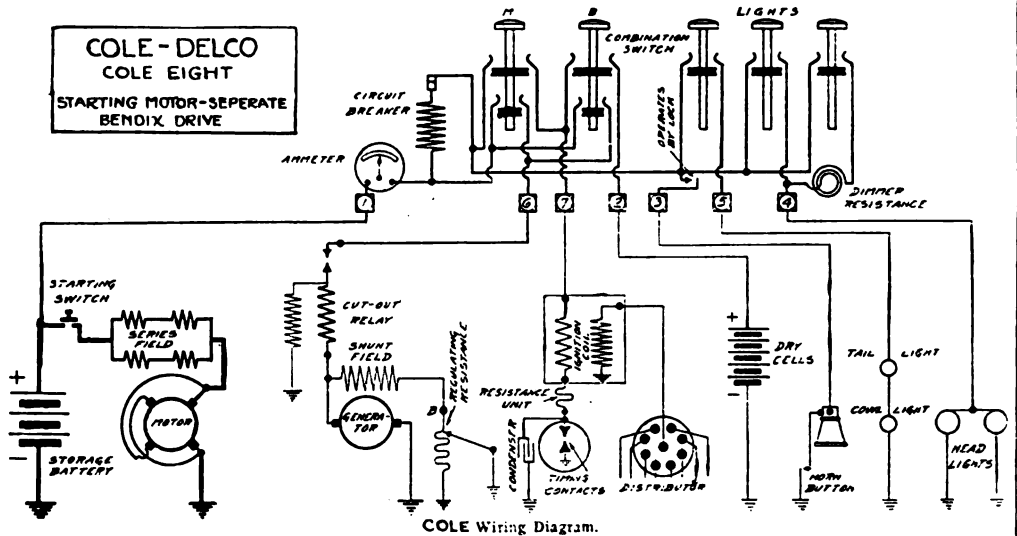 COLE-DELCO
COLE EIGHT
STARTING MOTOR-SEPERATE
BENDIX DRIVE
M
B
LIGHTS
COMBINATION
SWITCH
CIRCUIT
BREAKER
OPERATES
BY LOCK
AMMETER
DIMMER
RESISTANCE
1
6
7
2
3
5
4
STARTING
SWITCH
SERIES
FIELD
CUT-OUT
RELAY
SHUNT
FIELD
REGULATING
RESISTANCE
IGNITION
COIL
RESISTANCE
UNIT
+
DRY
CELLS
-
TAIL LIGHT
COWL LIGHT
+
-
MOTOR
STORAGE
BATTERY
GENERA-
TOR
B
CONDENSER
TIMING
CONTACTS
DISTRIBUTOR
HORN
BUTTON
HEAD
LIGHTS
COLE Wiring Diagram.